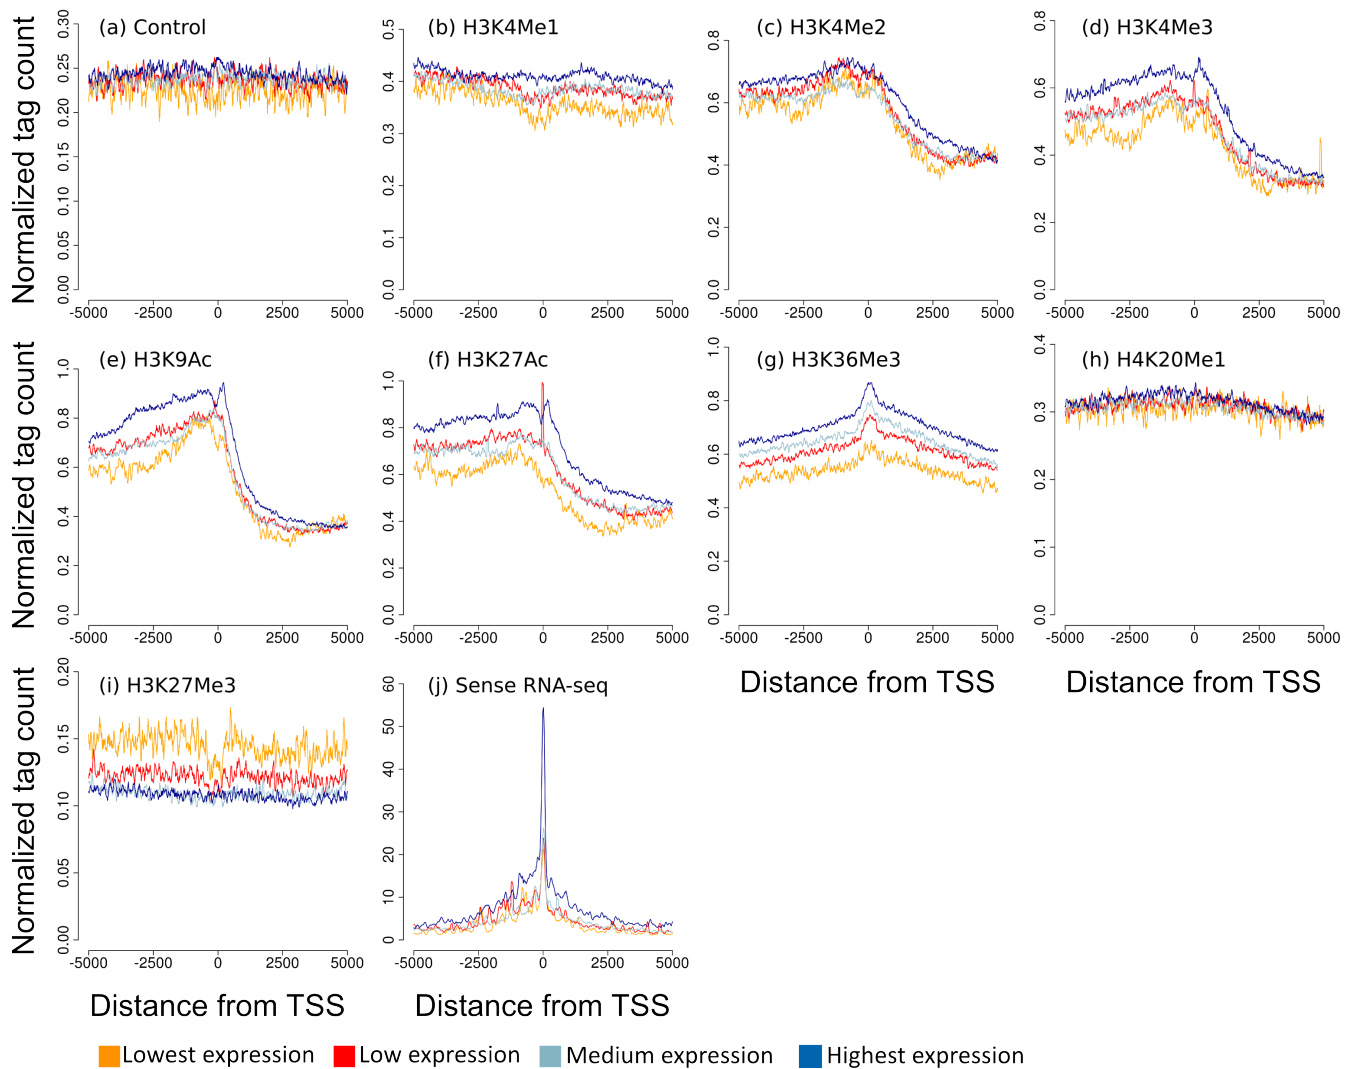 Normalized tag count
(a) Control
0.00 0.05 0.10 0.15 0.20 0.25 0.30
-5000 -2500 0 2500 5000
(b) H3K4Me1
0.0 0.1 0.2 0.3 0.4 0.5
-5000 -2500 0 2500 5000
(c) H3K4Me2
0.0 0.2 0.4 0.6 0.8
-5000 -2500 0 2500 5000
(d) H3K4Me3
0.0 0.2 0.4 0.6 0.8
-5000 -2500 0 2500 5000
Normalized tag count
(e) H3K9Ac
0.0 0.2 0.4 0.6 0.8 1.0
-5000 -2500 0 2500 5000
(f) H3K27Ac
0.0 0.2 0.4 0.6 0.8 1.0
-5000 -2500 0 2500 5000
(g) H3K36Me3
0.0 0.2 0.4 0.6 0.8 1.0
-5000 -2500 0 2500 5000
Distance from TSS
(h) H4K20Me1
0.0 0.1 0.2 0.3 0.4
-5000 -2500 0 2500 5000
Distance from TSS
Normalized tag count
(i) H3K27Me3
0.00 0.05 0.10 0.15 0.20
-5000 -2500 0 2500 5000
Distance from TSS
(j) Sense RNA-seq
0 10 20 30 40 50 60
-5000 -2500 0 2500 5000
Distance from TSS
Lowest expression
Low expression
Medium expression
Highest expression